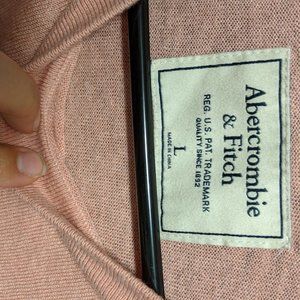 Abercrombie
& Fitch
REG. U.S. PAT. TRADEMARK
QUALITY SINCE 1892
L
MADE IN CHINA